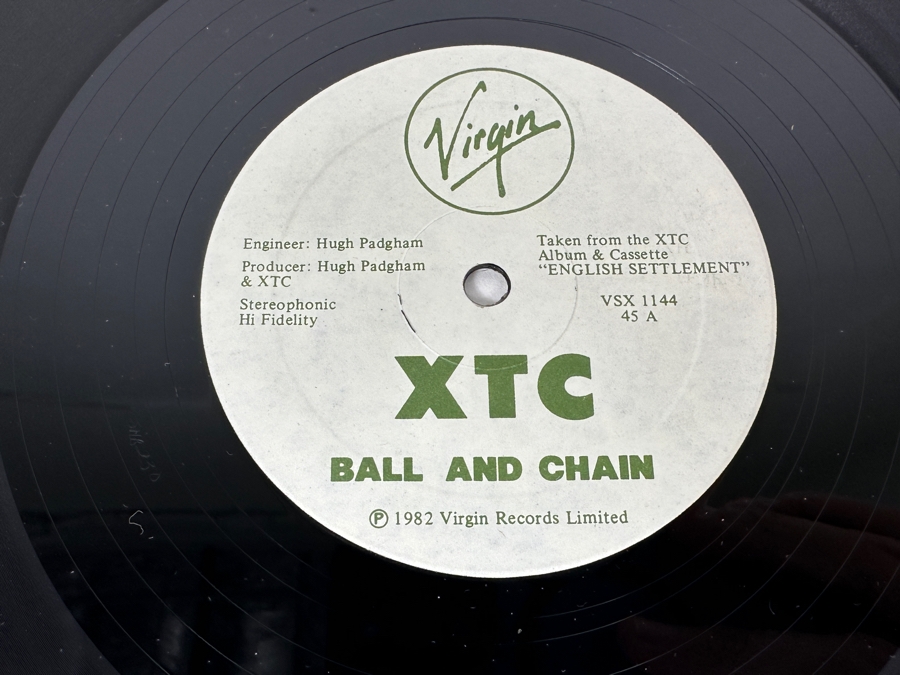 Virgin
Engineer: Hugh Padgham
Producer: Hugh Padgham
& XTC
Stereophonic
Hi Fidelity
Taken from the XTC
Album & Cassette
“ENGLISH SETTLEMENT”
VSX 1144
45 A
XTC
BALL AND CHAIN
Ⓟ 1982 Virgin Records Limited